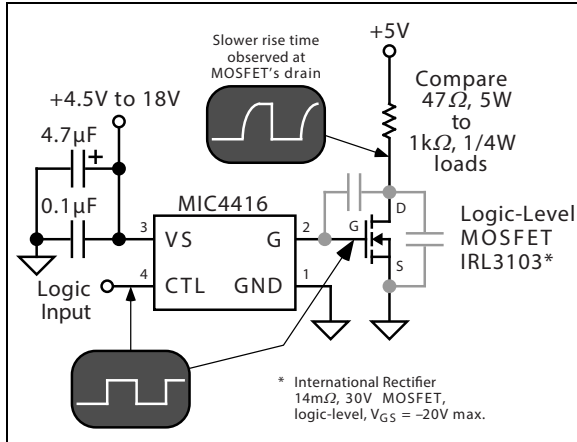 +5V
Slower rise time
observed at
MOSFET's drain
Compare
47Ω, 5W
to
1kΩ, 1/4W
loads
+4.5V to 18V
4.7µF
+
0.1µF
MIC4416
3
VS
G
2
4
CTL
GND
1
Logic
Input
G
D
S
Logic-Level
MOSFET
IRL3103*
* International Rectifier
14mΩ, 30V MOSFET,
logic-level, VGS = –20V max.